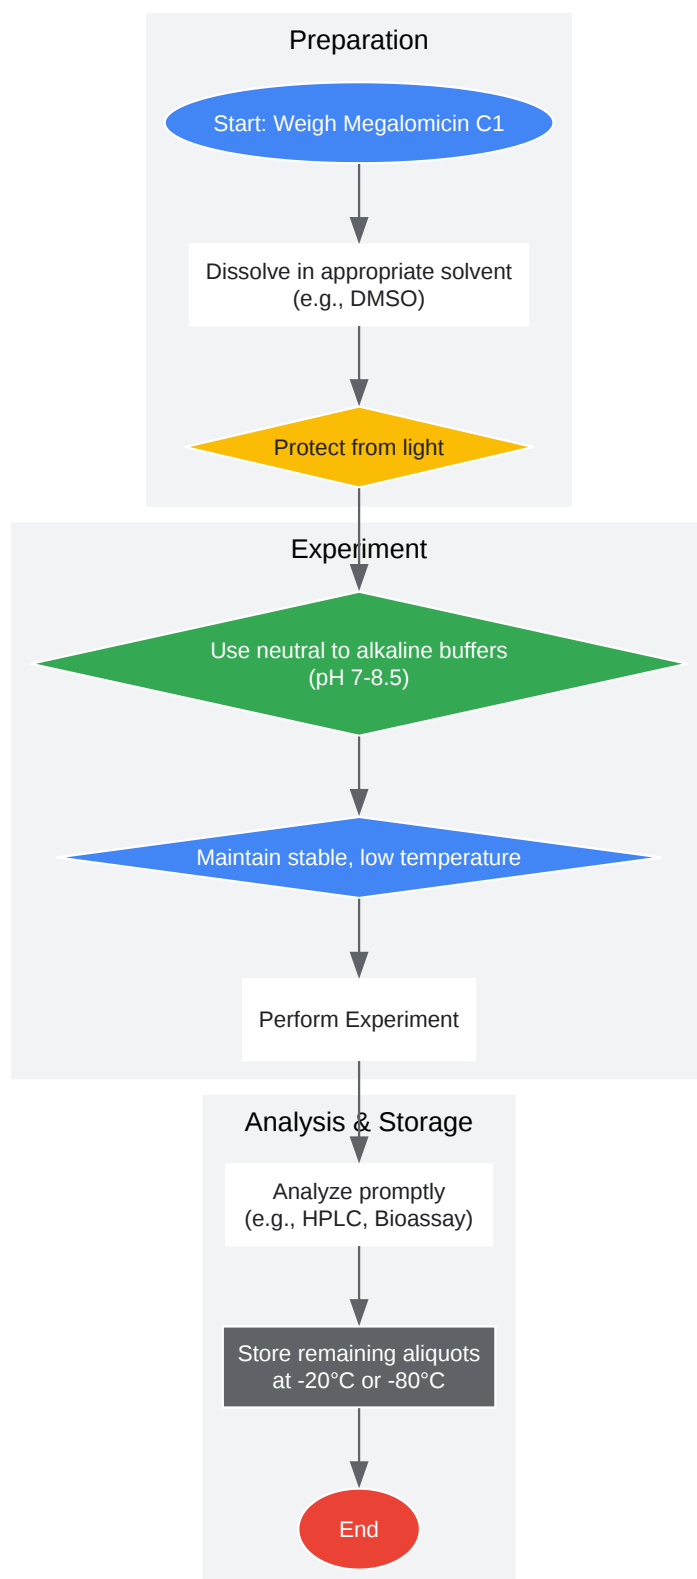 Preparation
Start: Weigh Megalomicin C1
Dissolve in appropriate solvent
(e.g., DMSO)
Protect from light
Experiment
Use neutral to alkaline buffers
(pH 7-8.5)
Maintain stable, low temperature
Perform Experiment
Analysis & Storage
Analyze promptly
(e.g., HPLC, Bioassay)
Store remaining aliquots
at -20°C or -80°C
End